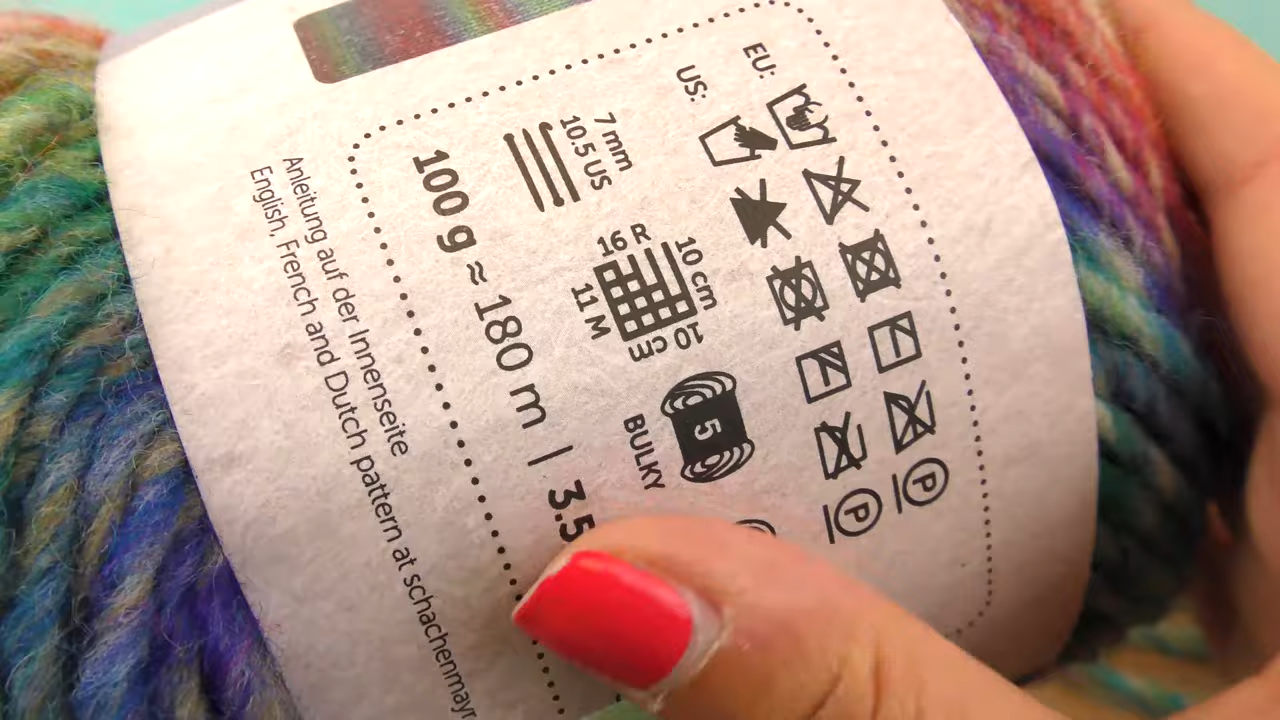 EU:
US:
7 mm
10.5 US
16 R
10 cm
11 M
10 cm
5
BULKY
P
P
100 g ≈ 180 m | 3.5
Anleitung auf der Innenseite
English, French and Dutch pattern at schachenmayr